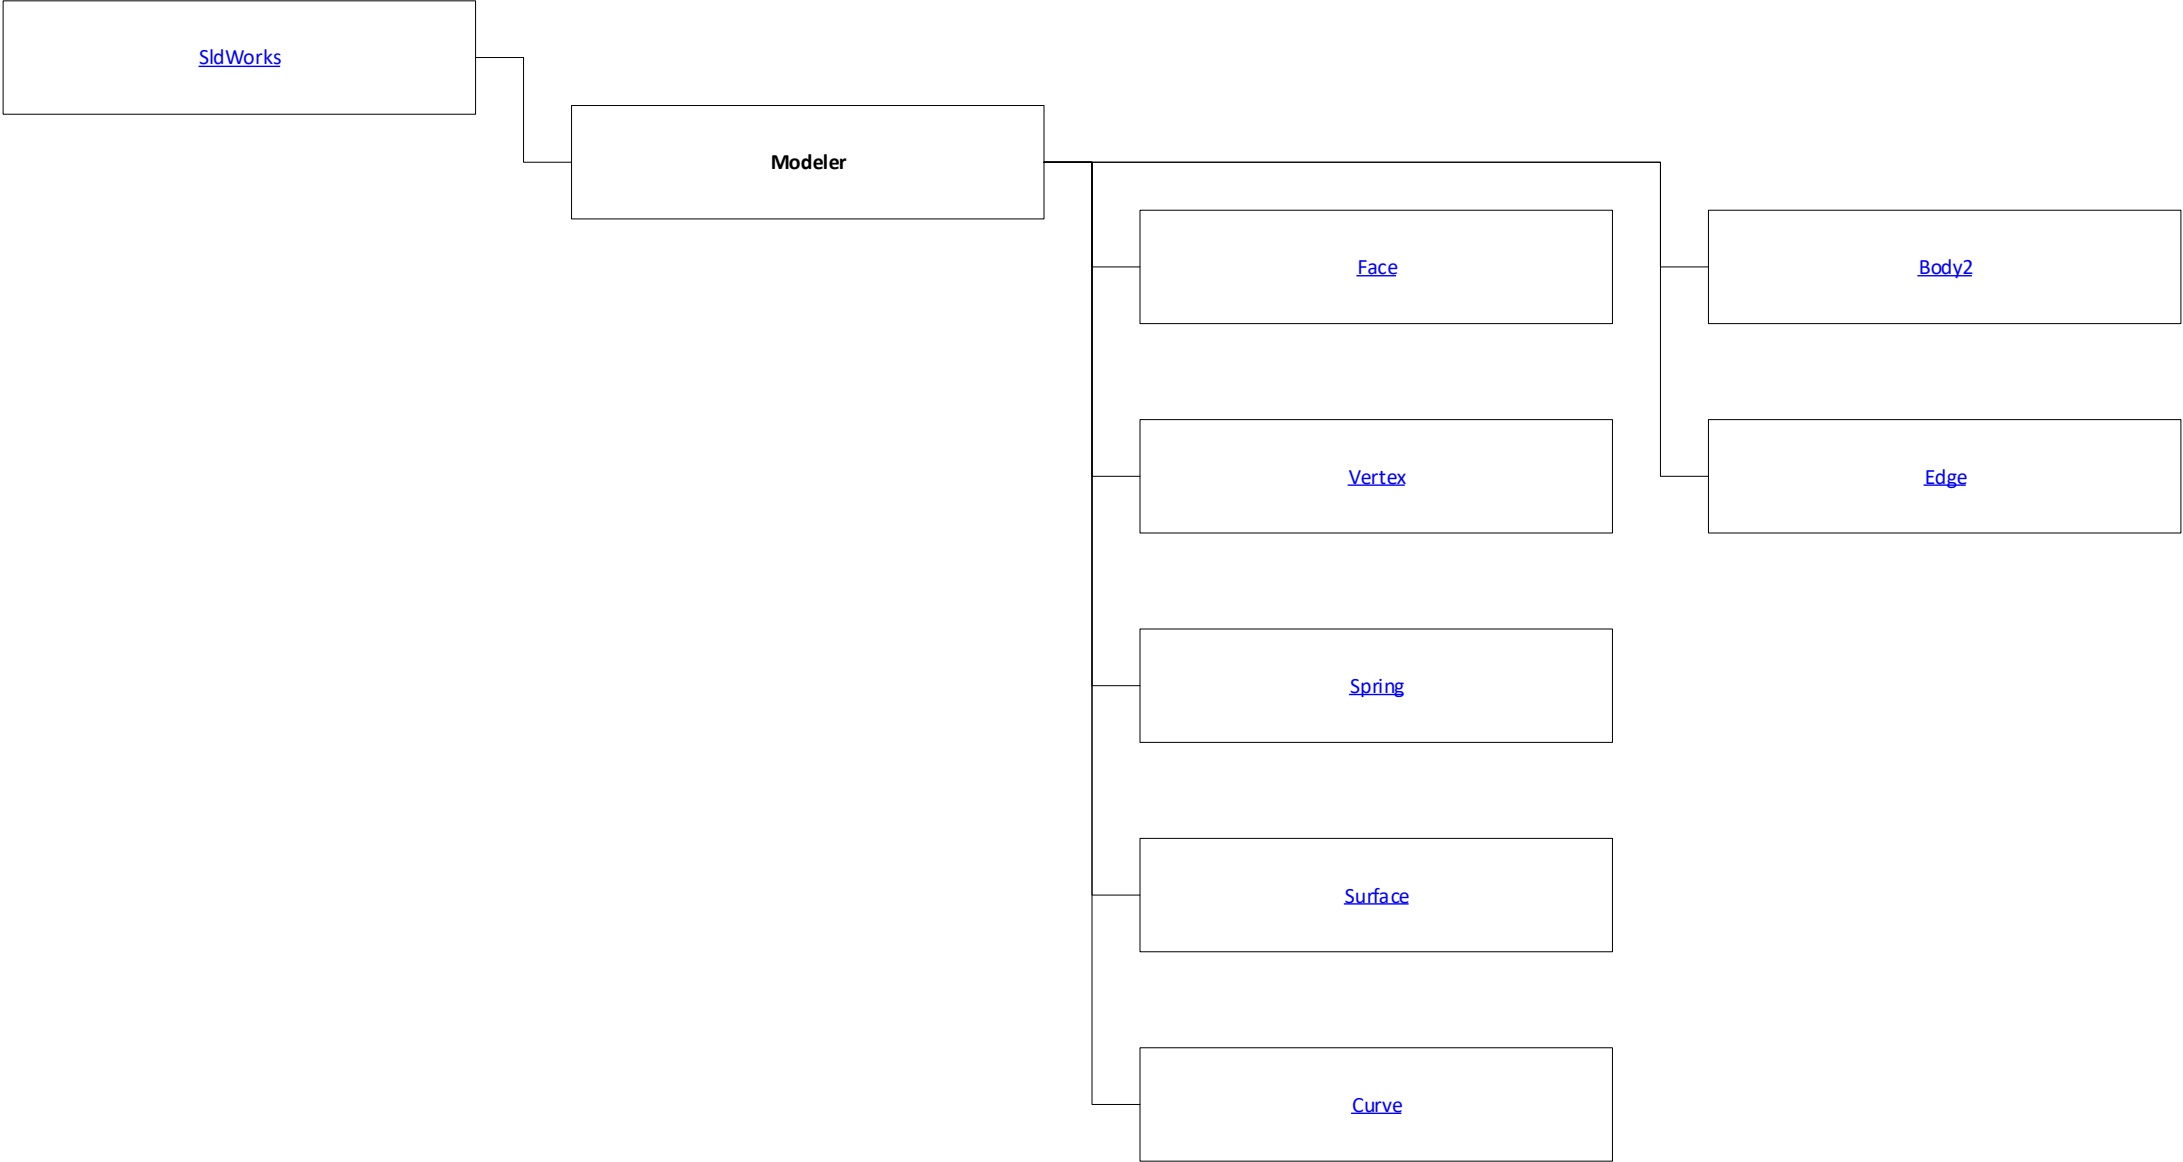 SldWorks
Modeler
Face
Body2
Vertex
Edge
Spring
Surface
Curve